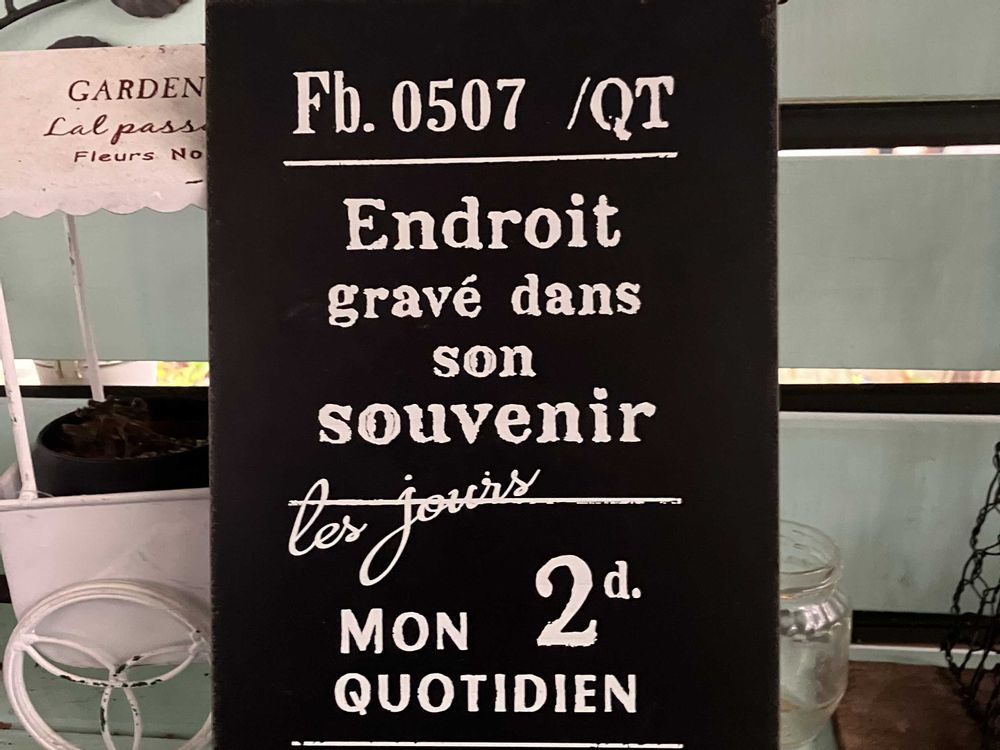 GARDEN
Fleurs
Fb. 0507 /QT
Endroit
gravé dans
son
souvenir
les jours
MON 2d.
QUOTIDIEN